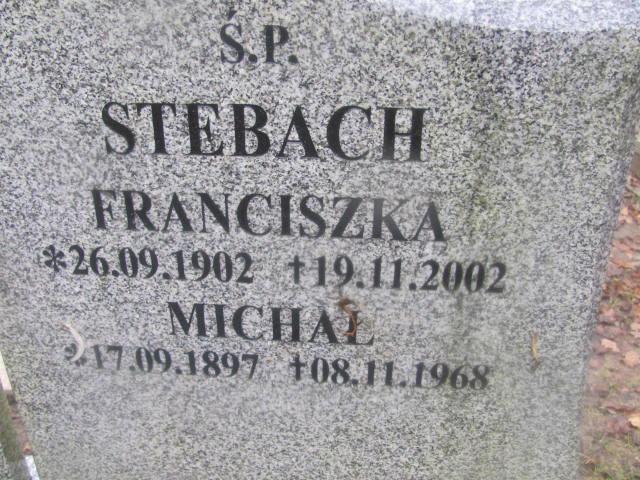 Ś.P.
STEBACH
FRANCISZKA
*26.09.1902 †19.11.2002
MICHAŁ
*17.09.1897 †08.11.1968